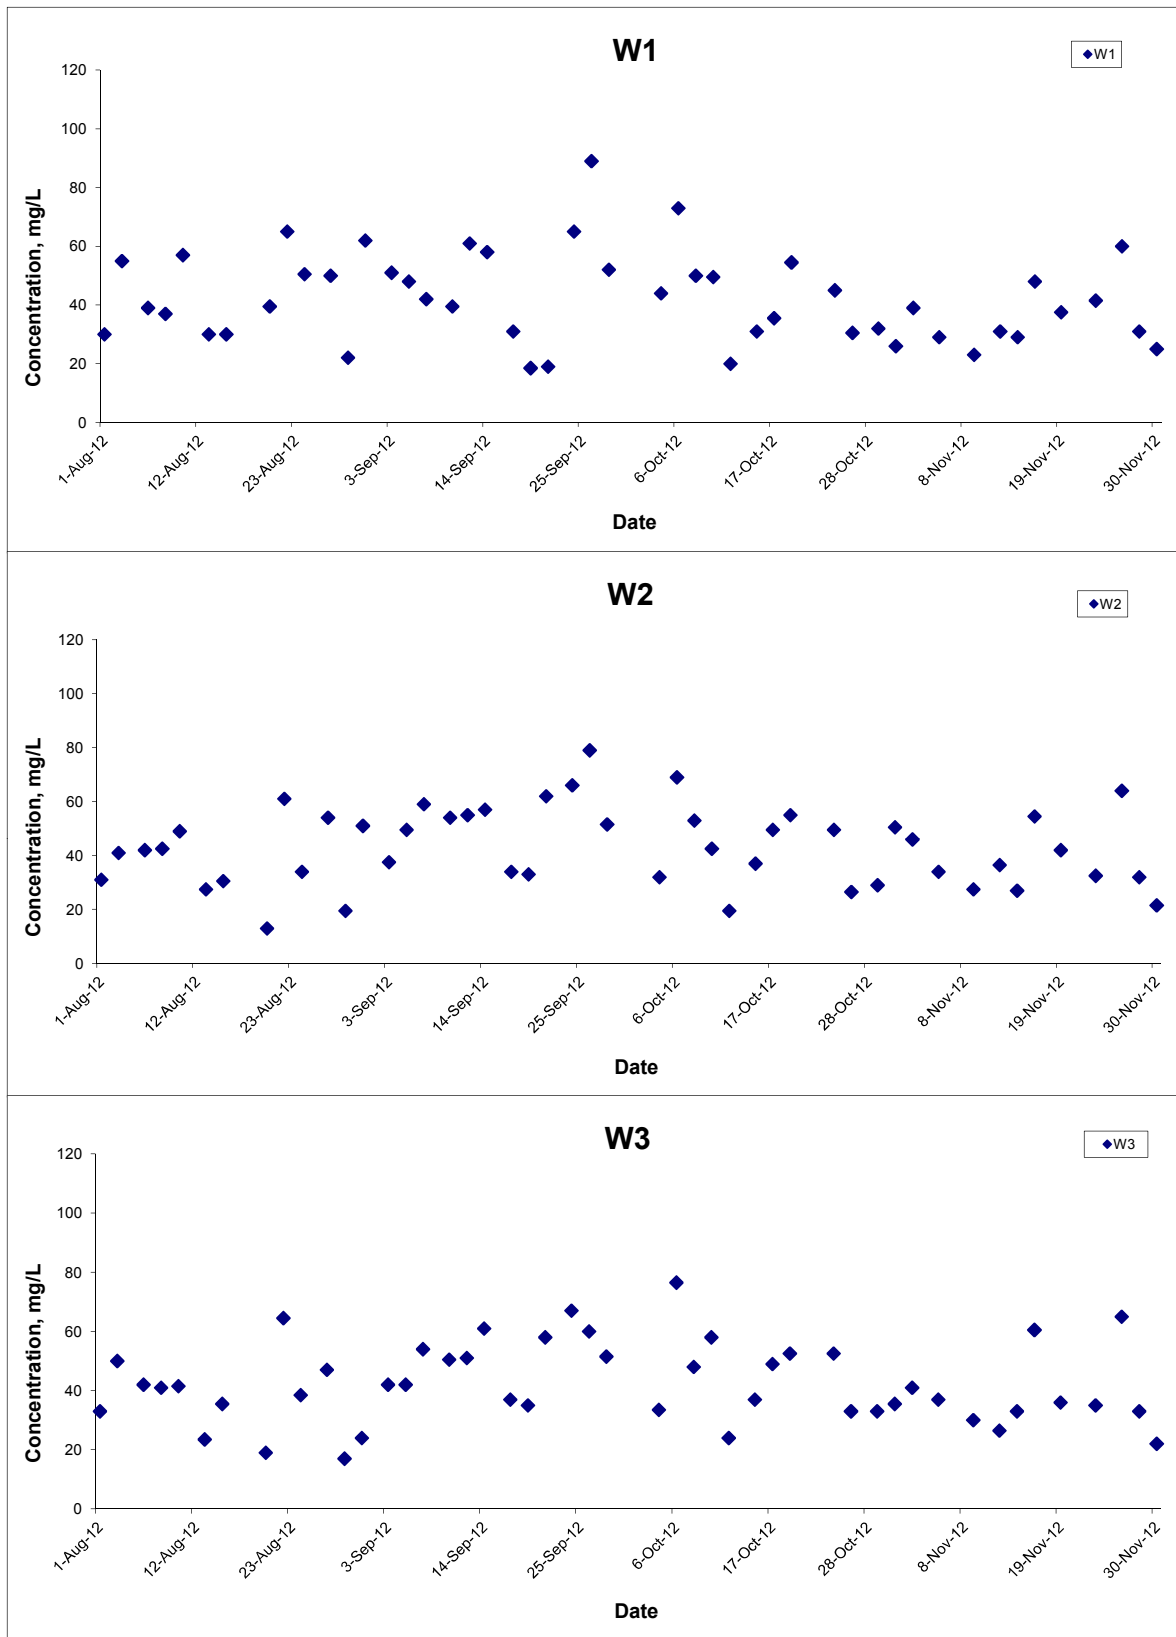 W1
W1
120
100
80
60
40
20
0
Concentration, mg/L
1-Aug-12
12-Aug-12
23-Aug-12
3-Sep-12
14-Sep-12
25-Sep-12
6-Oct-12
17-Oct-12
28-Oct-12
8-Nov-12
19-Nov-12
30-Nov-12
Date
W2
W2
120
100
80
60
40
20
0
Concentration, mg/L
1-Aug-12
12-Aug-12
23-Aug-12
3-Sep-12
14-Sep-12
25-Sep-12
6-Oct-12
17-Oct-12
28-Oct-12
8-Nov-12
19-Nov-12
30-Nov-12
Date
W3
W3
120
100
80
60
40
20
0
Concentration, mg/L
1-Aug-12
12-Aug-12
23-Aug-12
3-Sep-12
14-Sep-12
25-Sep-12
6-Oct-12
17-Oct-12
28-Oct-12
8-Nov-12
19-Nov-12
30-Nov-12
Date